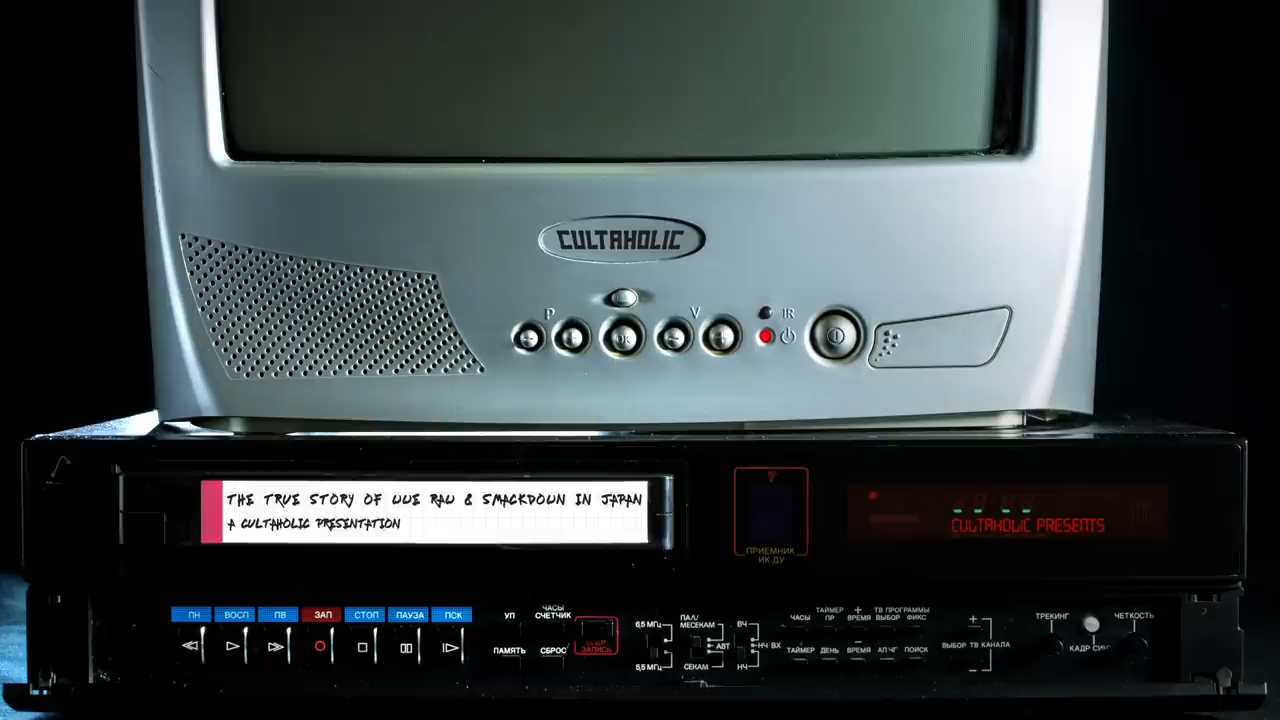 CULTAHOLIC
P
V
IR
OK
THE TRUE STORY OF WWE RAW & SMACKDOWN IN JAPAN
A CULTAHOLIC PRESENTATION
CULTAHOLIC PRESENTS
ПРИЕМНИК
ИК ДУ
ПН ВОСП ПВ ЗАП СТОП ПАУЗА ПСК
УП
ЧАСЫ
СЧЕТЧИК
ПАМЯТЬ
СБРОС
ЗАПИСЬ
6,5 МГц
5,5 МГц
ПАЛ/
МЕСЕКАМ
АВТ
СЕКАМ
ВЧ
НЧ ВХ
НЧ
ЧАСЫ
ТАЙМЕР
ПР
+
ВРЕМЯ
ТВ ПРОГРАММЫ
ВЫБОР ФИКС
ТАЙМЕР ДЕНЬ
−
ВРЕМЯ
АПЧГ ПОИСК
+
ВЫБОР ТВ КАНАЛА
−
ТРЕКИНГ
КАДР
ЧЕТКОСТЬ